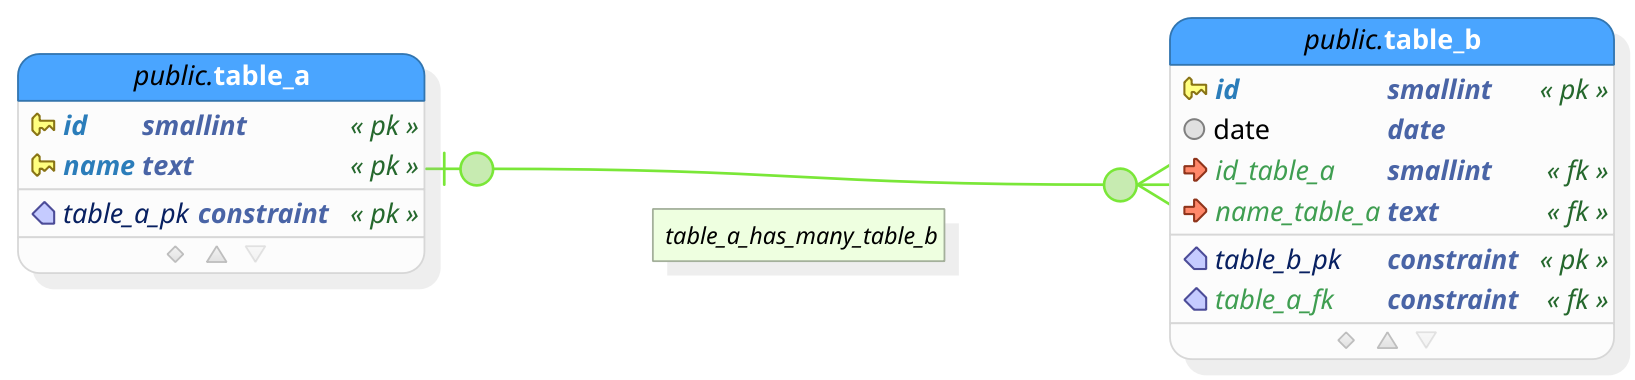 public.table_a
id smallint « pk »
name text « pk »
table_a_pk constraint « pk »
table_a_has_many_table_b
public.table_b
id smallint « pk »
date date
id_table_a smallint « fk »
name_table_a text « fk »
table_b_pk constraint « pk »
table_a_fk constraint « fk »